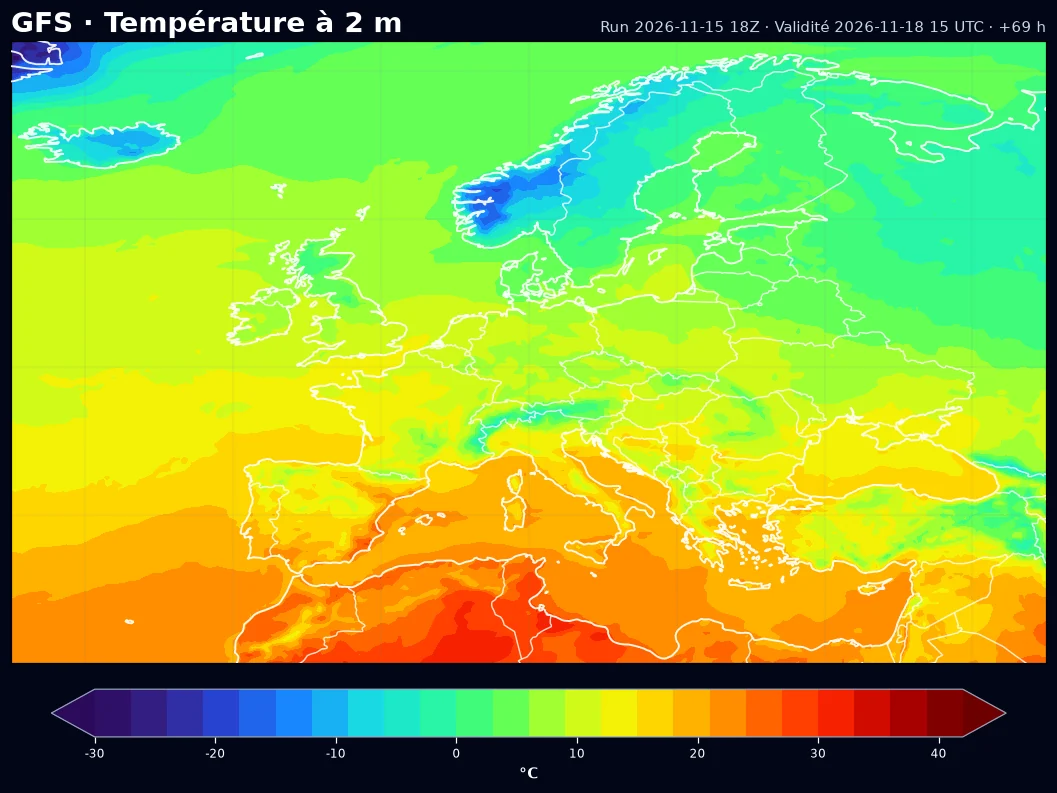 GFS · Température à 2 m
Run 2026-11-15 18Z · Validité 2026-11-18 15 UTC · +69 h
-30 -20 -10 0 10 20 30 40
°C